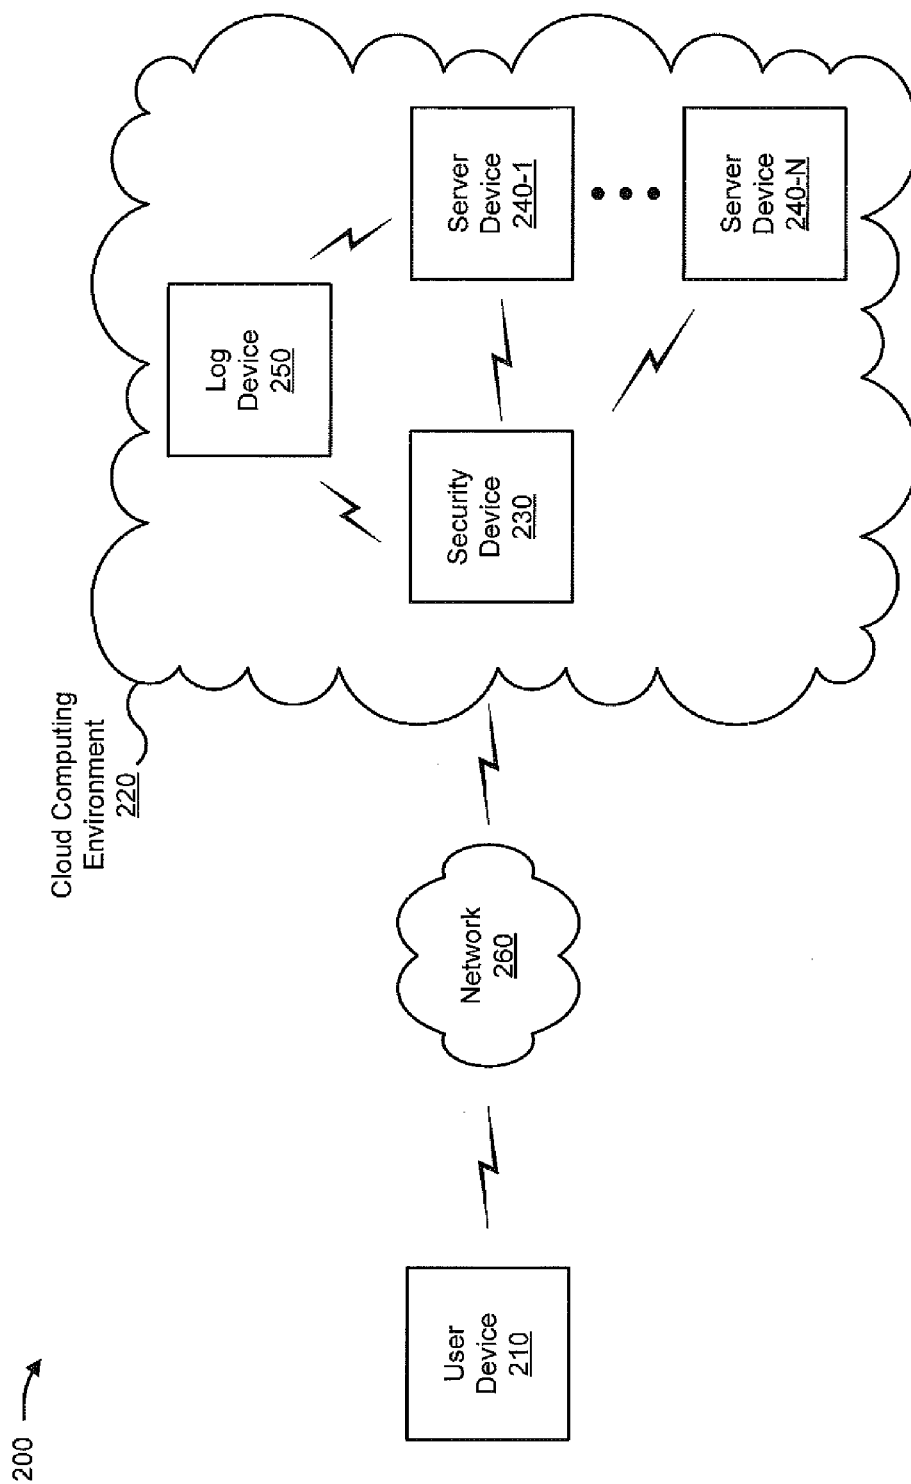 200
Cloud Computing
Environment
220
Log
Device
250
Server
Device
240-1
Security
Device
230
Server
Device
240-N
Network
260
User
Device
210